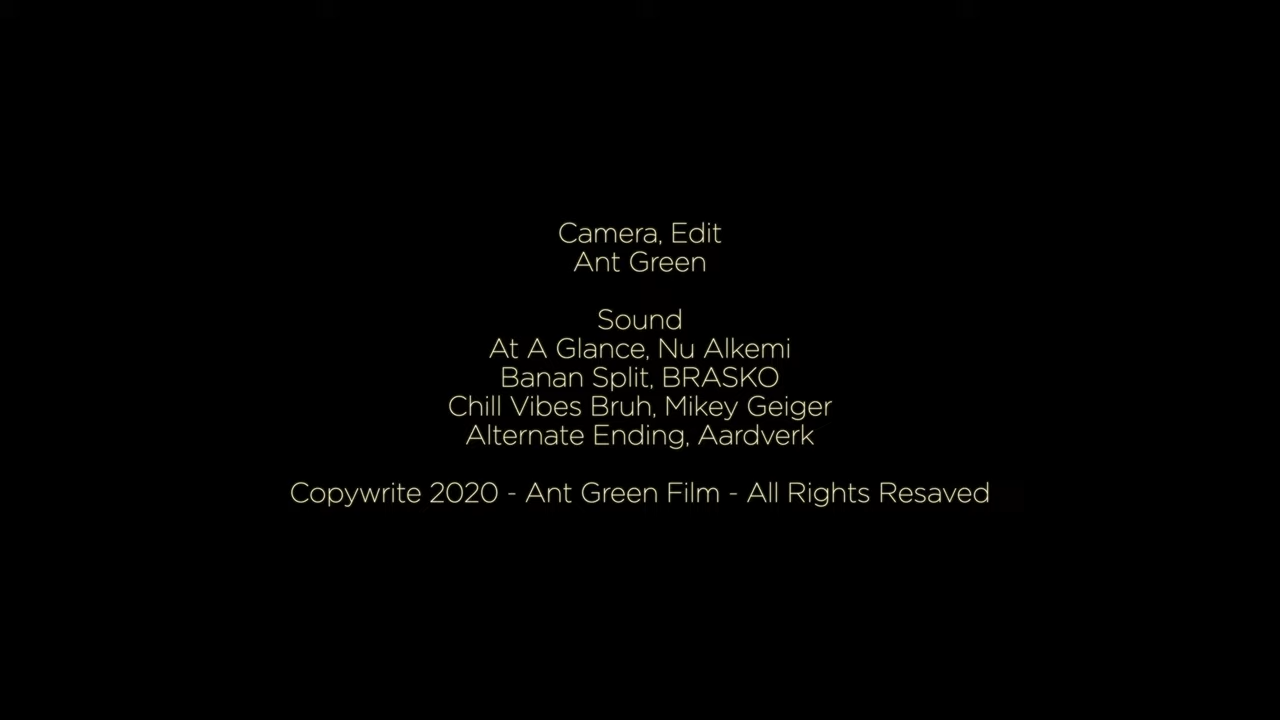 Camera, Edit
Ant Green
Sound
At A Glance, Nu Alkemi
Banan Split, BRASKO
Chill Vibes Bruh, Mikey Geiger
Alternate Ending, Aardverk
Copywrite 2020 - Ant Green Film - All Rights Resaved